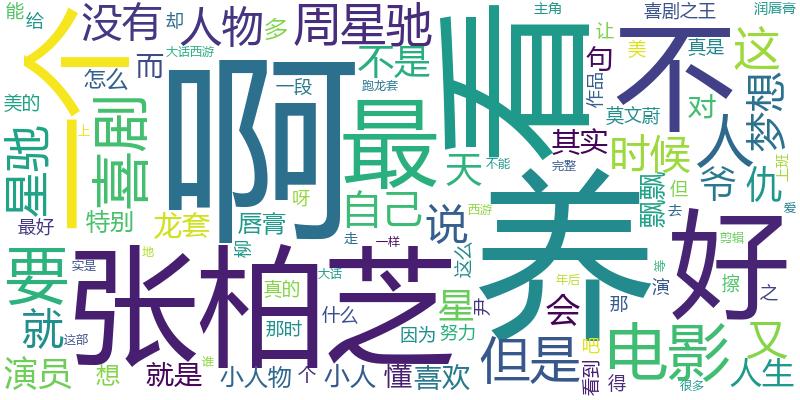 能
给
没有
却
人物
多
周星驰
主角
喜剧之王
润唇膏
一个
怎么
而
大话西游
不是
看
让
句
不
美
真是
这
美的
啊
一段
跑龙套
最
作品
莫文蔚
对
梦想
星驰
喜剧
上
其实
人
时候
天
不能
完整
爷
仇
上班
最好
特别
龙套
唇膏
呀
自己
说
西游
养
飘飘
但
去
好
爱
要
张柏芝
柳
走
一样
这么
剪辑
实是
地
真的
大话
星
尹
会
年后
那
演
等
擦
之
就
这部
那时
什么
因为
努力
但是
吧
电影
又
演员
想
就是
谁
小人物
个
小人
懂
喜欢
看到
得
很多
人生